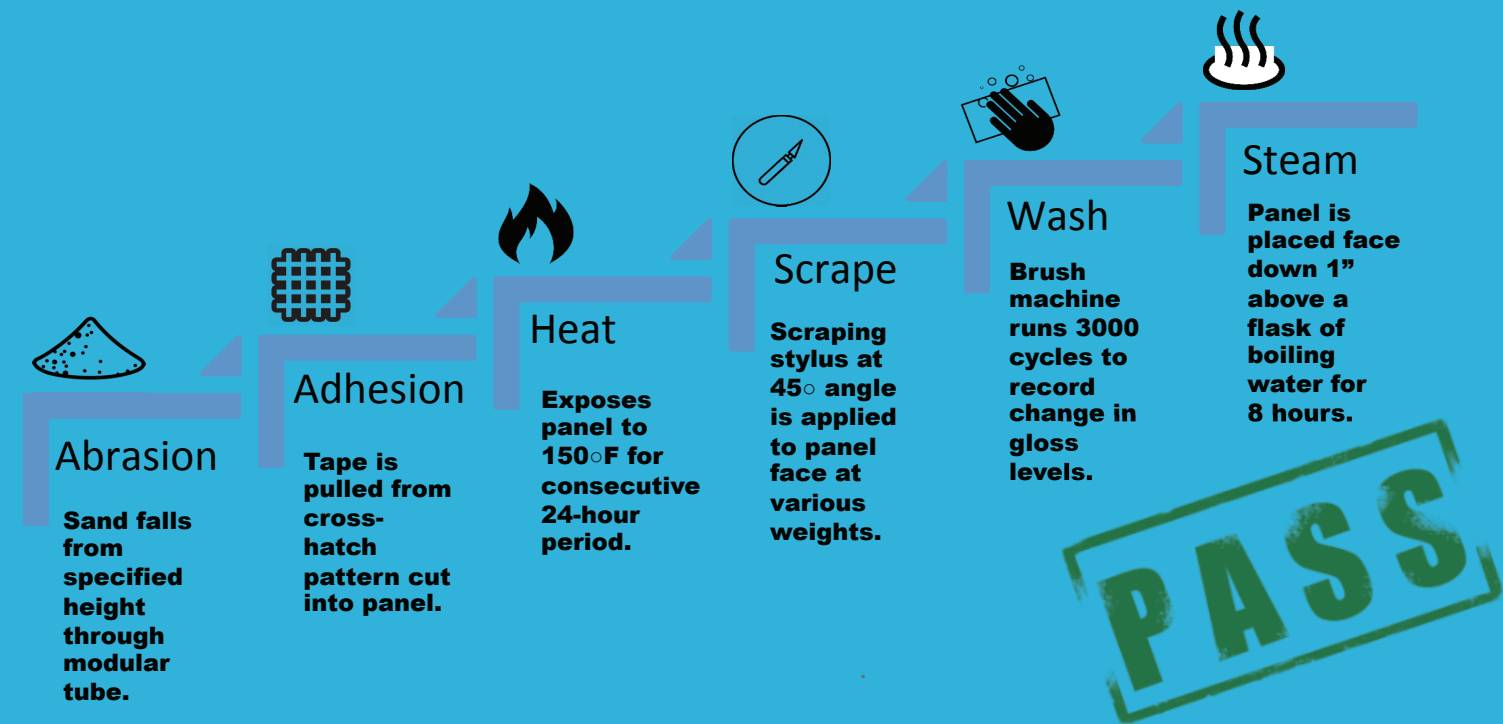 Abrasion
Sand falls
from
specified
height
through
modular
tube.
Adhesion
Tape is
pulled from
cross-
hatch
pattern cut
into panel.
Heat
Exposes
panel to
150○F for
consecutive
24-hour
period.
Scrape
Scraping
stylus at
45○ angle
is applied
to panel
face at
various
weights.
Wash
Brush
machine
runs 3000
cycles to
record
change in
gloss
levels.
Steam
Panel is
placed face
down 1”
above a
flask of
boiling
water for
8 hours.
PASS